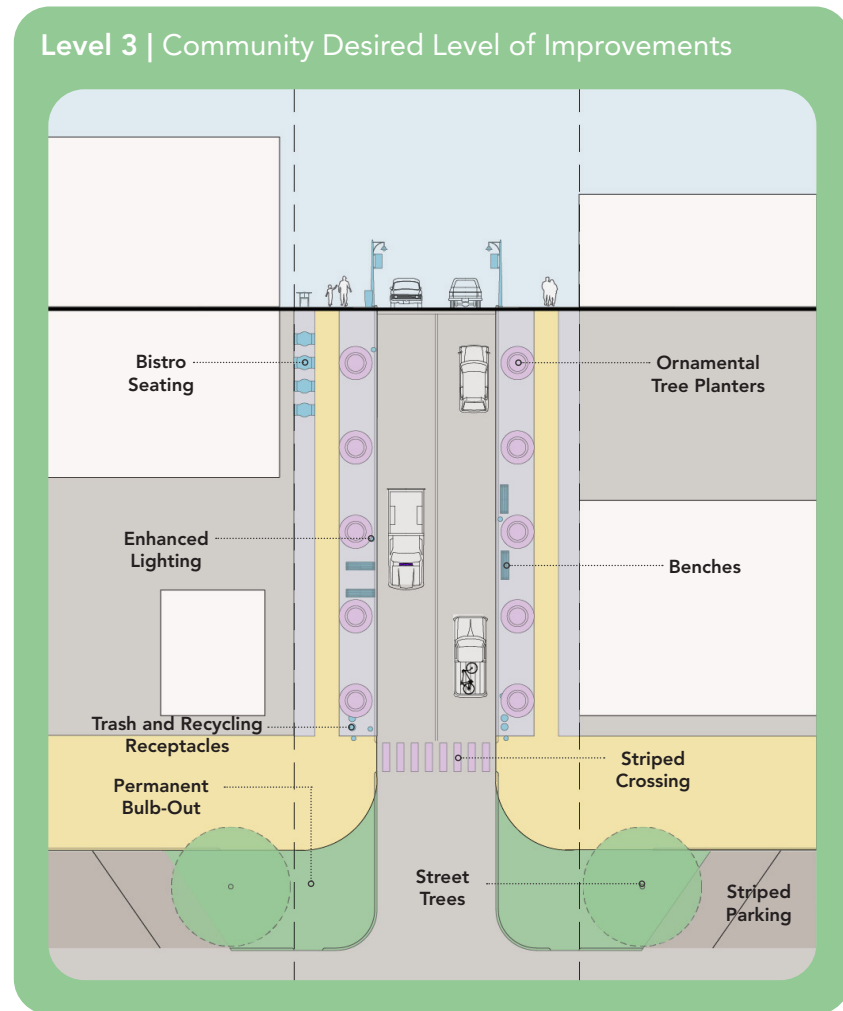 Level 3 | Community Desired Level of Improvements
Bistro
Seating
Ornamental
Tree Planters
Enhanced
Lighting
Benches
Trash and Recycling
Receptacles
Striped
Crossing
Permanent
Bulb-Out
Street
Trees
Striped
Parking